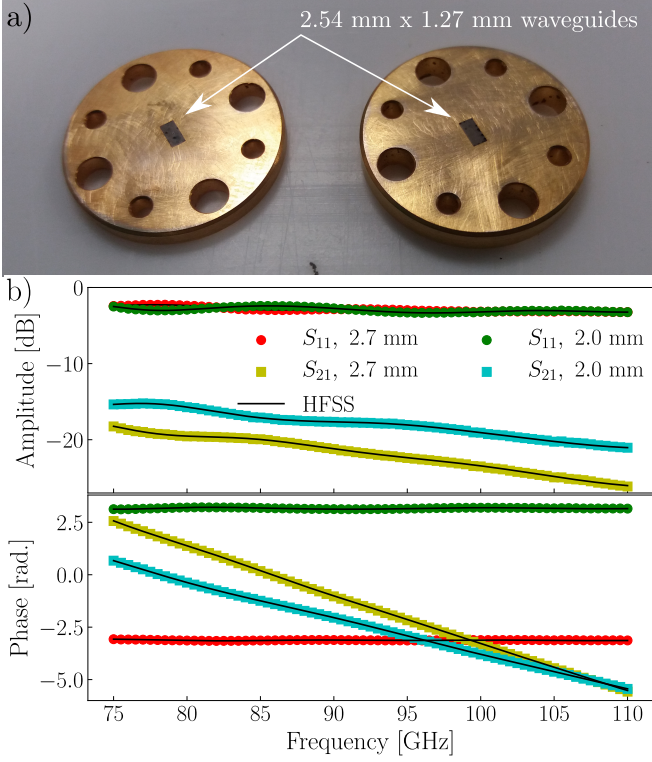 a)
2.54 mm x 1.27 mm waveguides
b)
0
−10
−20
Amplitude [dB]
S₁₁, 2.7 mm
S₁₁, 2.0 mm
S₂₁, 2.7 mm
S₂₁, 2.0 mm
HFSS
2.5
0.0
−2.5
−5.0
Phase [rad.]
75 80 85 90 95 100 105 110
Frequency [GHz]